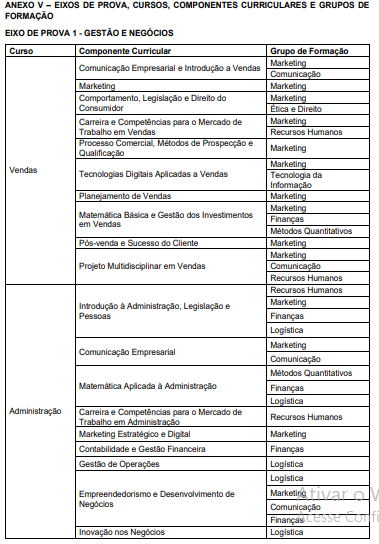 ANEXO V – EIXOS DE PROVA, CURSOS, COMPONENTES CURRICULARES E GRUPOS DE
FORMAÇÃO
EIXO DE PROVA 1 - GESTÃO E NEGÓCIOS
Curso Componente Curricular Grupo de Formação
Vendas
Comunicação Empresarial e Introdução a Vendas
Marketing
Comunicação
Marketing Marketing
Comportamento, Legislação e Direito do
Consumidor
Marketing
Ética e Direito
Carreira e Competências para o Mercado de
Trabalho em Vendas
Marketing
Recursos Humanos
Processo Comercial, Métodos de Prospecção e
Qualificação
Marketing
Tecnologias Digitais Aplicadas a Vendas
Marketing
Tecnologia da
Informação
Planejamento de Vendas Marketing
Matemática Básica e Gestão dos Investimentos
em Vendas
Marketing
Finanças
Métodos Quantitativos
Pós-venda e Sucesso do Cliente Marketing
Projeto Multidisciplinar em Vendas
Marketing
Comunicação
Recursos Humanos
Administração
Introdução à Administração, Legislação e
Pessoas
Recursos Humanos
Marketing
Finanças
Logística
Comunicação Empresarial
Marketing
Comunicação
Matemática Aplicada à Administração
Métodos Quantitativos
Finanças
Logística
Carreira e Competências para o Mercado de
Trabalho em Administração
Recursos Humanos
Marketing Estratégico e Digital Marketing
Contabilidade e Gestão Financeira Finanças
Gestão de Operações Logística
Empreendedorismo e Desenvolvimento de
Negócios
Logística
Marketing
Comunicação
Finanças
Inovação nos Negócios Logística
Ativar o W
Acesse Confi